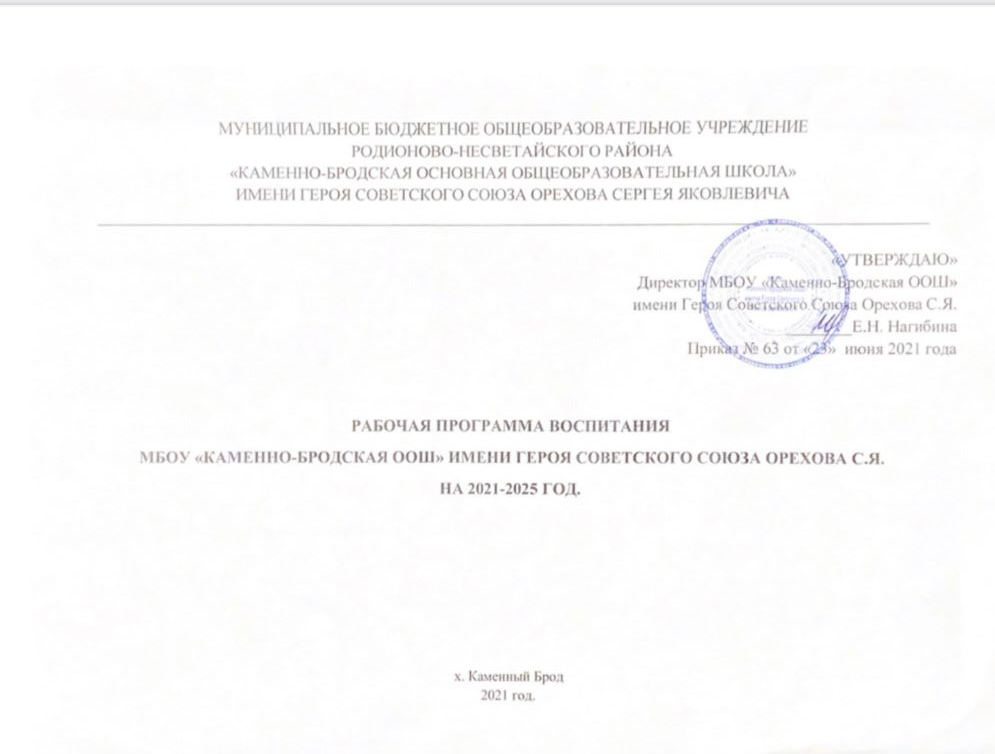 МУНИЦИПАЛЬНОЕ БЮДЖЕТНОЕ ОБЩЕОБРАЗОВАТЕЛЬНОЕ УЧРЕЖДЕНИЕ
РОДИОНОВО-НЕСВЕТАЙСКОГО РАЙОНА
«КАМЕННО-БРОДСКАЯ ОСНОВНАЯ ОБЩЕОБРАЗОВАТЕЛЬНАЯ ШКОЛА»
ИМЕНИ ГЕРОЯ СОВЕТСКОГО СОЮЗА ОРЕХОВА СЕРГЕЯ ЯКОВЛЕВИЧА
«УТВЕРЖДАЮ»
Директор МБОУ «Каменно-Бродская ООШ»
имени Героя Советского Союза Орехова С.Я.
Е.Н. Нагибина
Приказ № 63 от «23» июня 2021 года
РАБОЧАЯ ПРОГРАММА ВОСПИТАНИЯ
МБОУ «КАМЕННО-БРОДСКАЯ ООШ» ИМЕНИ ГЕРОЯ СОВЕТСКОГО СОЮЗА ОРЕХОВА С.Я.
НА 2021-2025 ГОД.
х. Каменный Брод
2021 год.